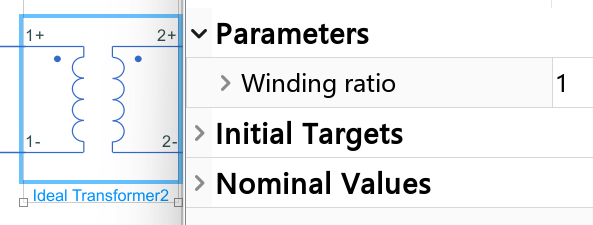 1+ 2+
1- 2-
Ideal Transformer2
Parameters
Winding ratio 1
Initial Targets
Nominal Values